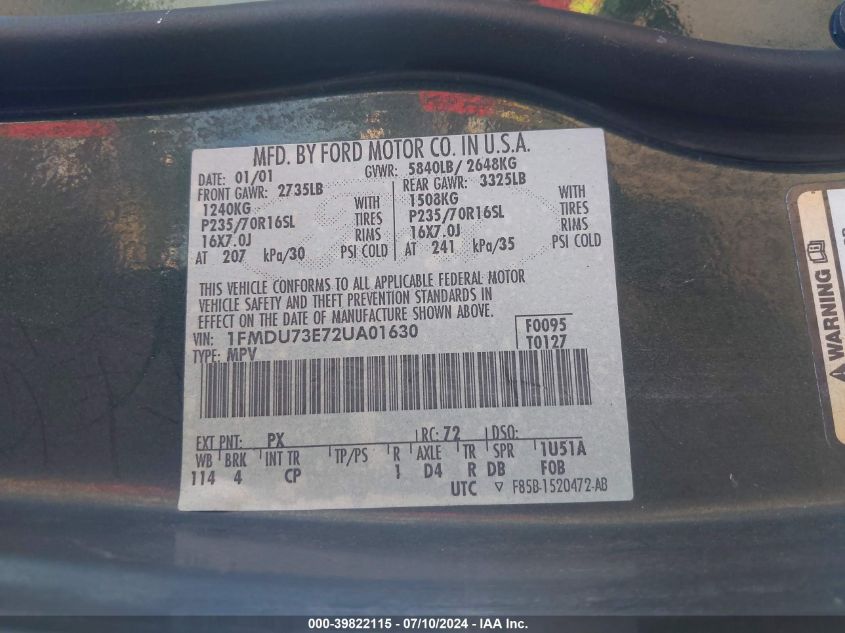 MFD. BY FORD MOTOR CO. IN U.S.A.
DATE: 01/01 GVWR: 5840LB/ 2648KG
FRONT GAWR: 2735LB REAR GAWR: 3325LB
1240KG WITH 1508KG WITH
P235/70R16SL TIRES P235/70R16SL TIRES
16X7.0J RIMS 16X7.0J RIMS
AT 207 kPa/30 PSI COLD AT 241 kPa/35 PSI COLD
THIS VEHICLE CONFORMS TO ALL APPLICABLE FEDERAL MOTOR
VEHICLE SAFETY AND THEFT PREVENTION STANDARDS IN
EFFECT ON THE DATE OF MANUFACTURE SHOWN ABOVE.
VIN: 1FMDU73E72UA01630 F0095
TYPE: MPV T0127
EXT PNT: PX RC: 72 DSO:
WB BRK INT TR TP/PS R AXLE TR SPR 1U51A
114 4 CP 1 D4 R DB FOB
UTC ▽ F85B-1520472-AB
WARNING
000-39822115 - 07/10/2024 - IAAI.com